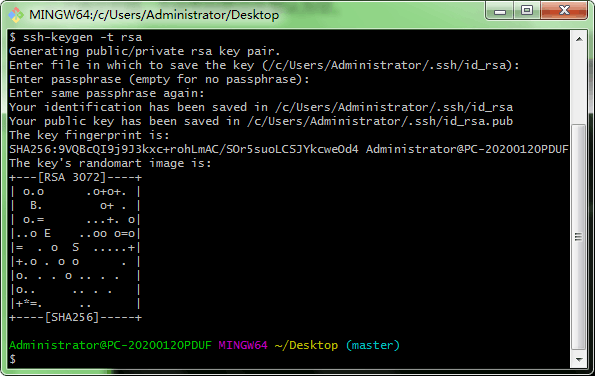 MINGW64:/c/Users/Administrator/Desktop
$ ssh-keygen -t rsa
Generating public/private rsa key pair.
Enter file in which to save the key (/c/Users/Administrator/.ssh/id_rsa):
Enter passphrase (empty for no passphrase):
Enter same passphrase again:
Your identification has been saved in /c/Users/Administrator/.ssh/id_rsa
Your public key has been saved in /c/Users/Administrator/.ssh/id_rsa.pub
The key fingerprint is:
SHA256:9VQBcQI9j9J3kxc+rohLmAC/SOr5suoLCSJYkcweOd4 Administrator@PC-20200120PDUF
The key's randomart image is:
+---[RSA 3072]----+
| o.o      .o+o+. |
|  B.        o+ . |
| o.=      ...+. o|
|..o E    ..oo o=o|
|=  . o  S  .....+|
|+.o . o o      . |
|o. . . o .. . .  |
|o..     .. . .   |
|+*=.     ..      |
+----[SHA256]-----+
Administrator@PC-20200120PDUF MINGW64 ~/Desktop (master)
$